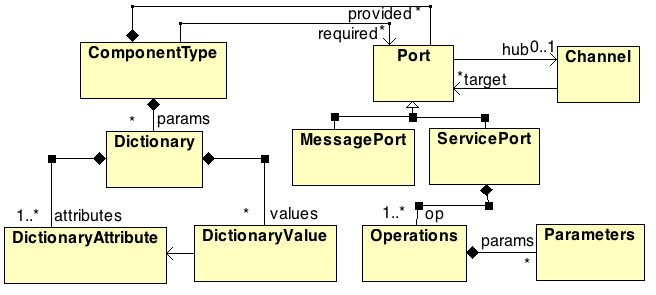 provided *
required *
ComponentType
Port
hub 0..1
Channel
* target
* params
Dictionary
MessagePort
ServicePort
1..* attributes
* values
1..* op
DictionaryAttribute
DictionaryValue
Operations
params
*
Parameters